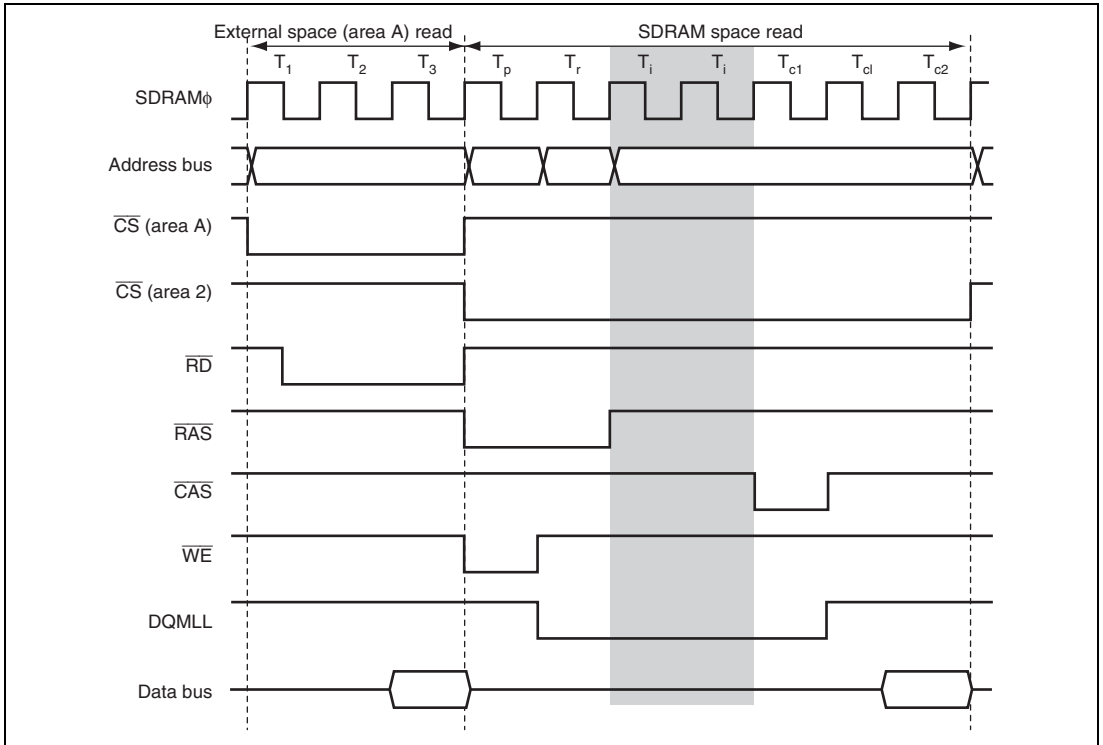 External space (area A) read SDRAM space read
T1 T2 T3 Tp Tr Ti Ti Tc1 Tcl Tc2
SDRAMϕ
Address bus
CS (area A)
CS (area 2)
RD
RAS
CAS
WE
DQMLL
Data bus